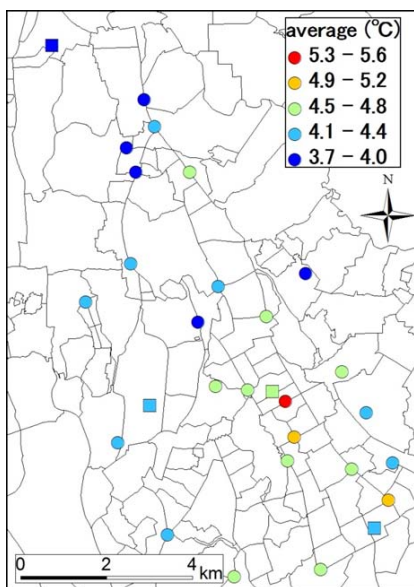 average (℃)
5.3 – 5.6
4.9 – 5.2
4.5 – 4.8
4.1 – 4.4
3.7 – 4.0
N
0 2 4
km